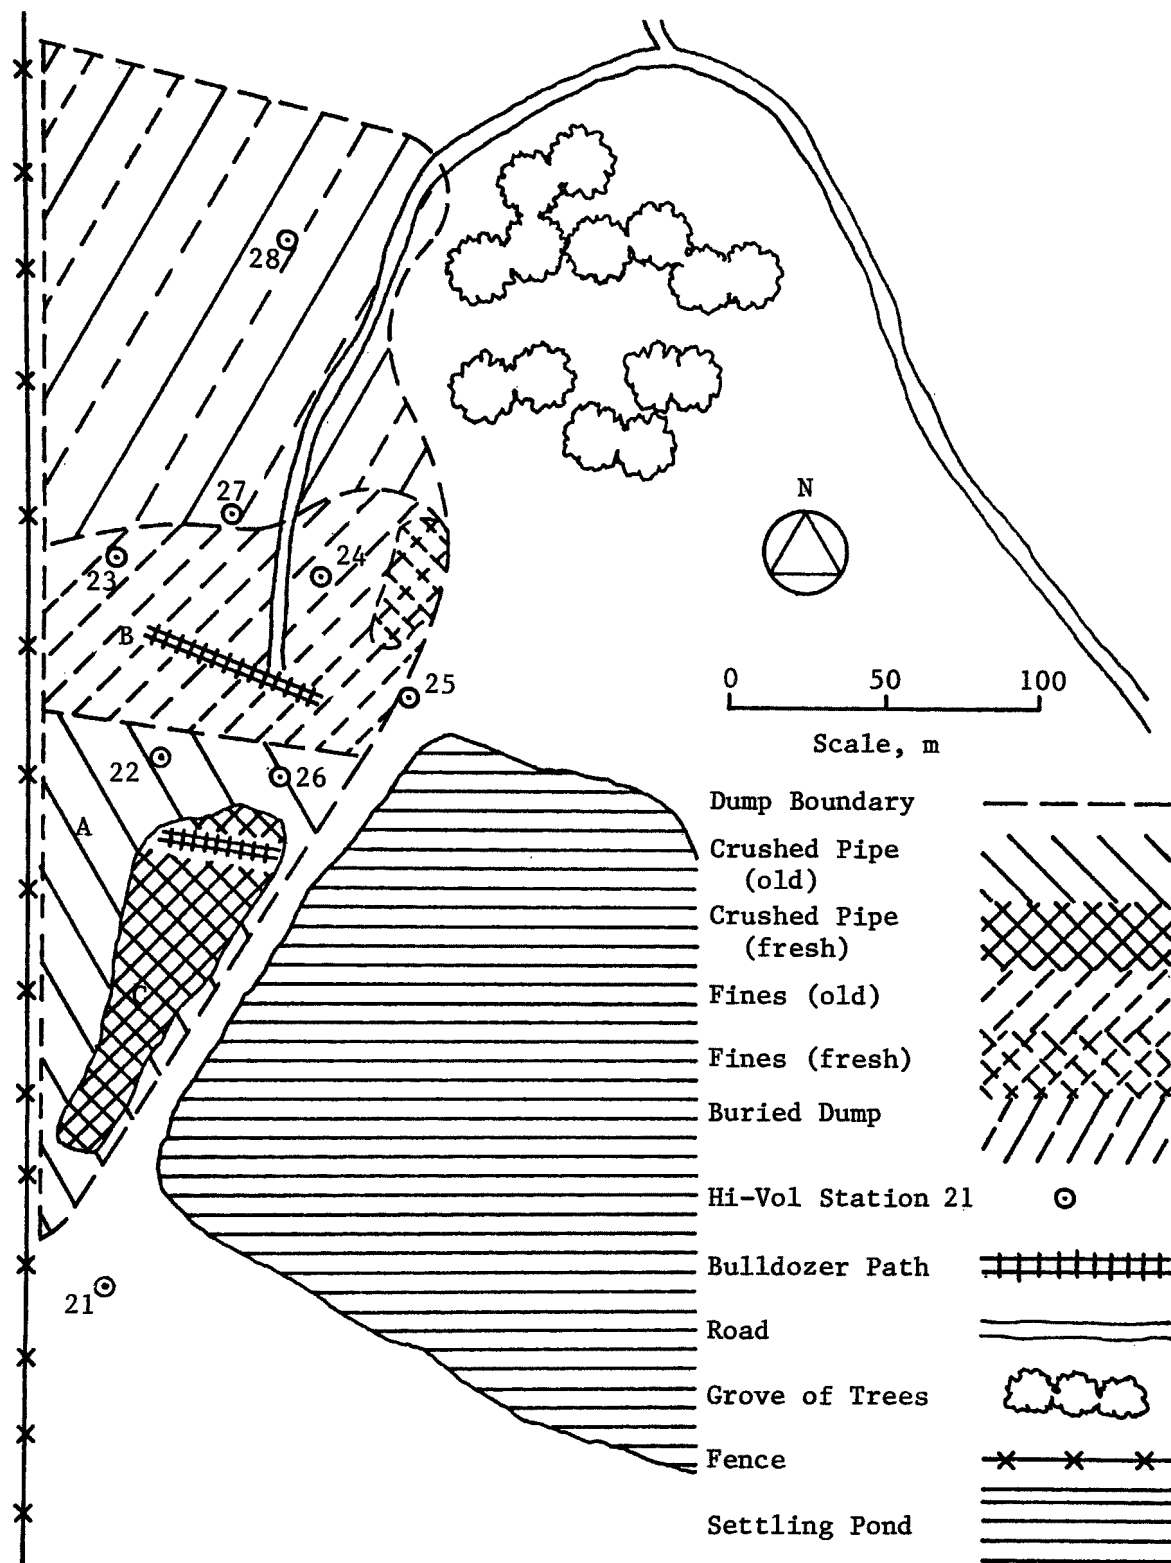 28
27
23
24
B
25
22
26
A
C
21
N
0 50 100
Scale, m
Dump Boundary
Crushed Pipe
(old)
Crushed Pipe
(fresh)
Fines (old)
Fines (fresh)
Buried Dump
Hi-Vol Station 21
Bulldozer Path
Road
Grove of Trees
Fence
Settling Pond